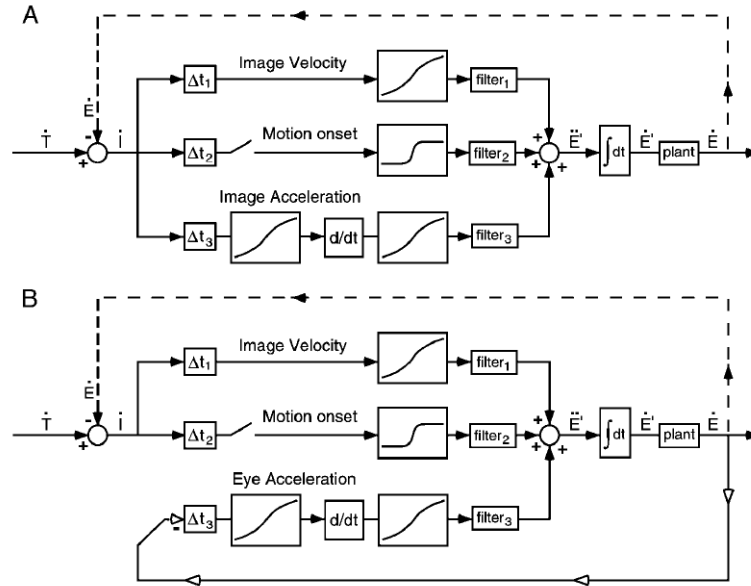 A
Image Velocity
Δt₁
filter₁
Ė
-
+
Ṫ
İ
Δt₂
Motion onset
filter₂
+
+
+
Ë'
∫dt
Ė'
plant
Ė
Image Acceleration
Δt₃
d/dt
filter₃
B
Image Velocity
Δt₁
filter₁
Ė
-
+
Ṫ
İ
Δt₂
Motion onset
filter₂
+
+
+
Ë'
∫dt
Ė'
plant
Ė
Eye Acceleration
-
Δt₃
d/dt
filter₃